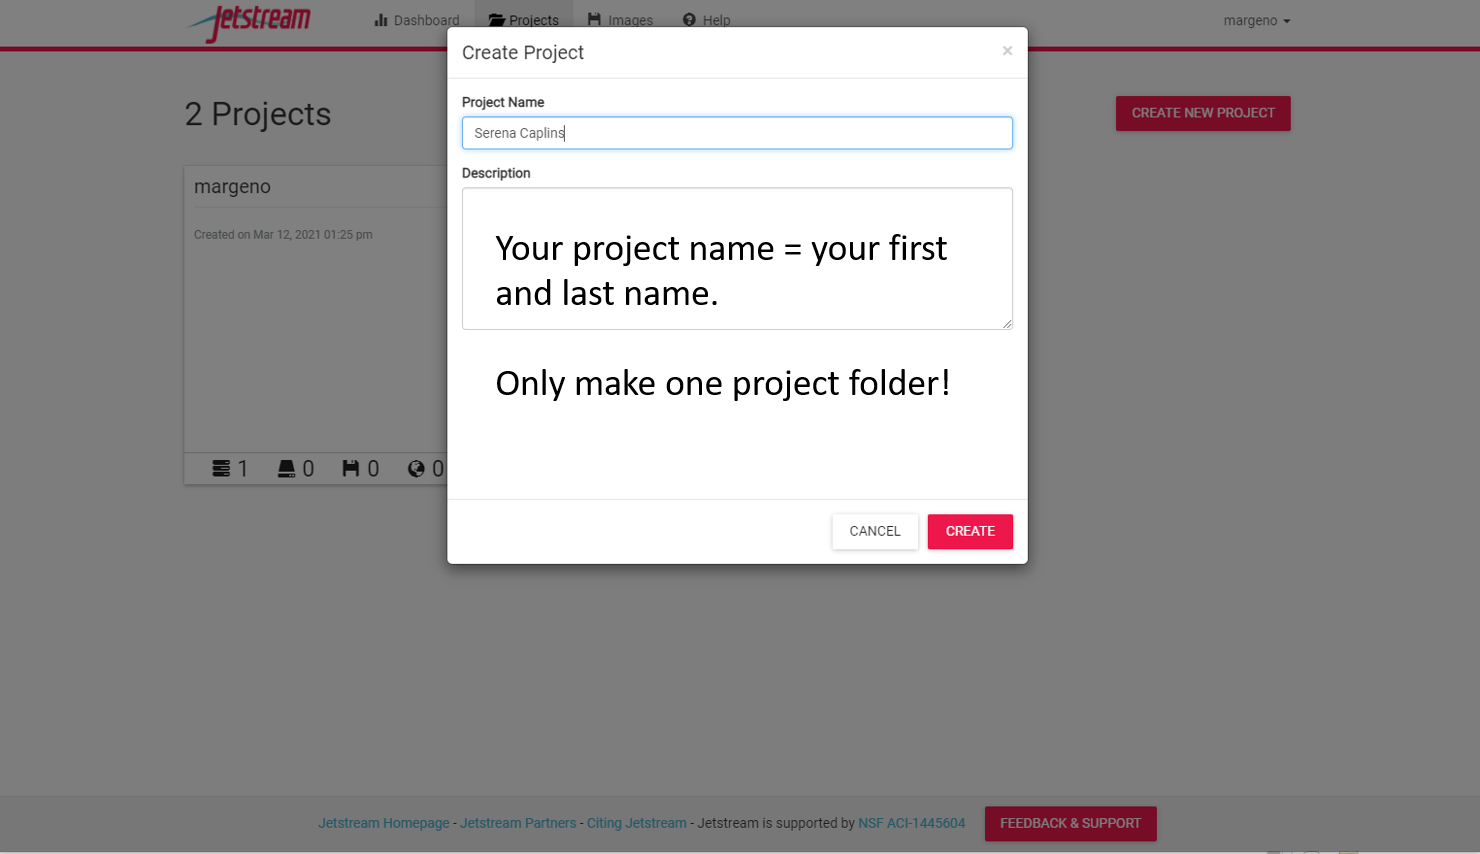 Jetstream
Dashboard
Projects
Images
Help
margeno
Create Project
×
2 Projects
CREATE NEW PROJECT
Project Name
Serena Caplins
Description
Your project name = your first
and last name.
Only make one project folder!
margeno
Created on Mar 12, 2021 01:25 pm
1 0 0 0
CANCEL
CREATE
Jetstream Homepage - Jetstream Partners - Citing Jetstream - Jetstream is supported by NSF ACI-1445604
FEEDBACK & SUPPORT